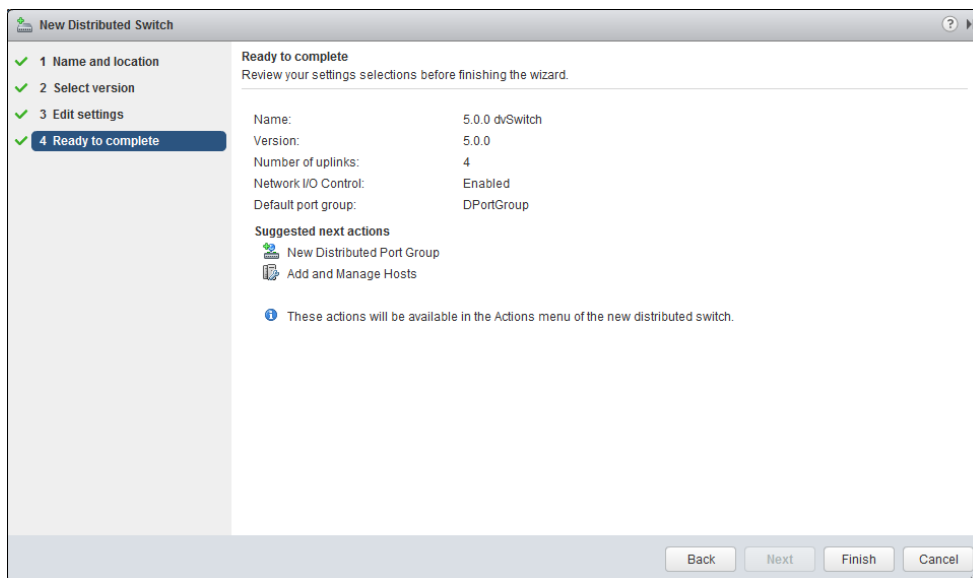 New Distributed Switch
?
1 Name and location
2 Select version
3 Edit settings
4 Ready to complete
Ready to complete
Review your settings selections before finishing the wizard.
Name: 5.0.0 dvSwitch
Version: 5.0.0
Number of uplinks: 4
Network I/O Control: Enabled
Default port group: DPortGroup
Suggested next actions
New Distributed Port Group
Add and Manage Hosts
These actions will be available in the Actions menu of the new distributed switch.
Back Next Finish Cancel